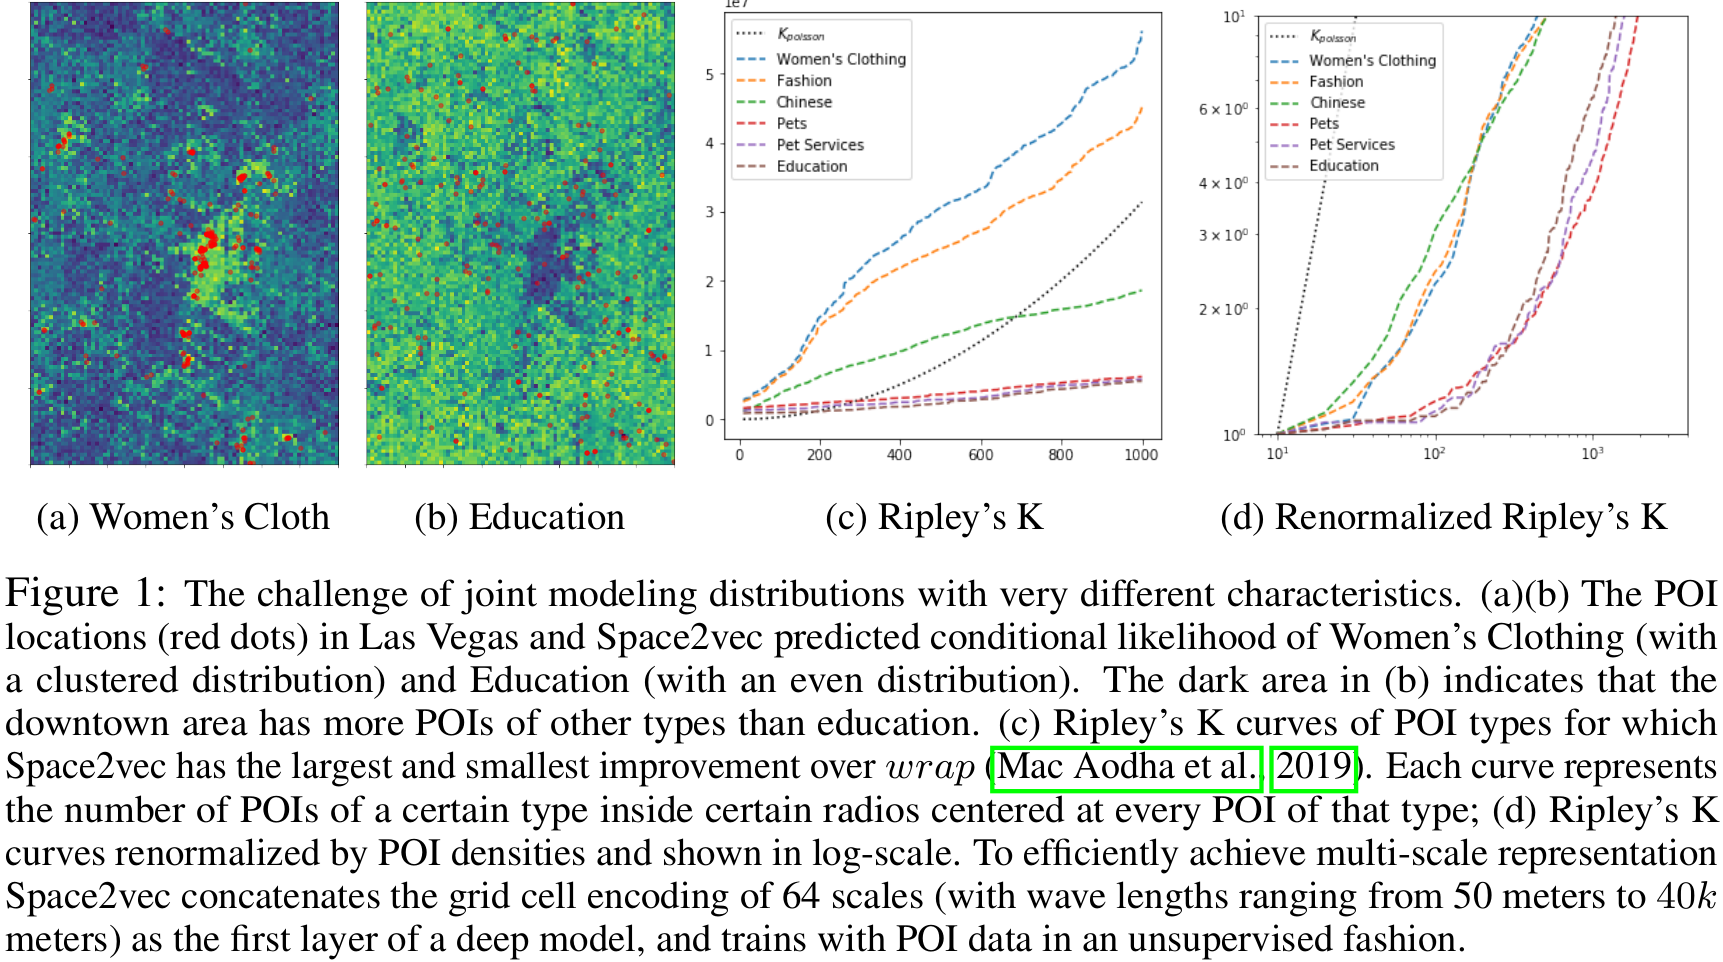 1e7
K_poisson
Women's Clothing
Fashion
Chinese
Pets
Pet Services
Education
5
4
3
2
1
0
0 200 400 600 800 1000
10¹
K_poisson
Women's Clothing
Fashion
Chinese
Pets
Pet Services
Education
6 × 10⁰
4 × 10⁰
3 × 10⁰
2 × 10⁰
10⁰
10¹ 10² 10³
(a) Women's Cloth
(b) Education
(c) Ripley's K
(d) Renormalized Ripley's K
Figure 1: The challenge of joint modeling distributions with very different characteristics. (a)(b) The POI
locations (red dots) in Las Vegas and Space2vec predicted conditional likelihood of Women's Clothing (with
a clustered distribution) and Education (with an even distribution). The dark area in (b) indicates that the
downtown area has more POIs of other types than education. (c) Ripley's K curves of POI types for which
Space2vec has the largest and smallest improvement over wrap (Mac Aodha et al., 2019). Each curve represents
the number of POIs of a certain type inside certain radios centered at every POI of that type; (d) Ripley's K
curves renormalized by POI densities and shown in log-scale. To efficiently achieve multi-scale representation
Space2vec concatenates the grid cell encoding of 64 scales (with wave lengths ranging from 50 meters to 40k
meters) as the first layer of a deep model, and trains with POI data in an unsupervised fashion.